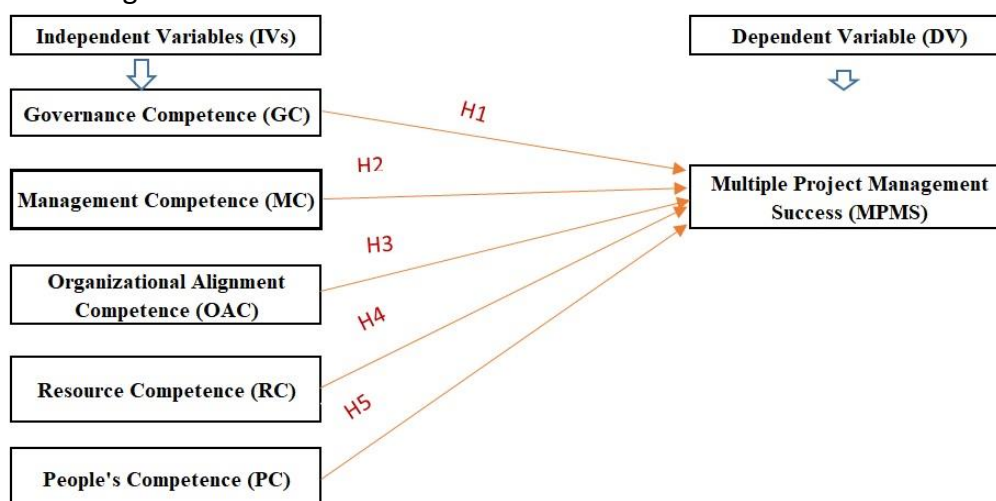 Independent Variables (IVs)
Dependent Variable (DV)
Governance Competence (GC)
H1
H2
Management Competence (MC)
Multiple Project Management
Success (MPMS)
H3
Organizational Alignment
Competence (OAC)
H4
Resource Competence (RC)
H5
People's Competence (PC)